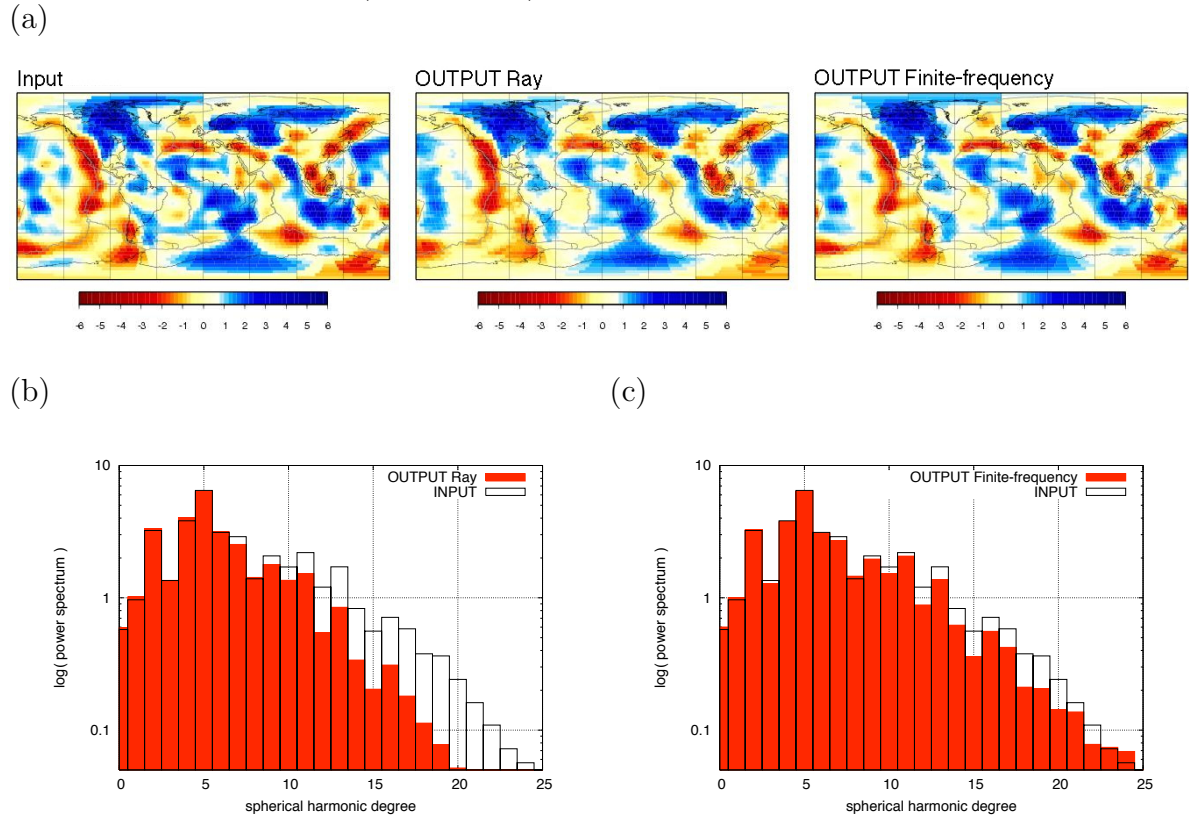 (a)
Input
OUTPUT Ray
OUTPUT Finite-frequency
-6 -5 -4 -3 -2 -1 0 1 2 3 4 5 6
-6 -5 -4 -3 -2 -1 0 1 2 3 4 5 6
-6 -5 -4 -3 -2 -1 0 1 2 3 4 5 6
(b)
10
1
0.1
log( power spectrum )
OUTPUT Ray
INPUT
0 5 10 15 20 25
spherical harmonic degree
(c)
10
1
0.1
log( power spectrum )
OUTPUT Finite-frequency
INPUT
0 5 10 15 20 25
spherical harmonic degree